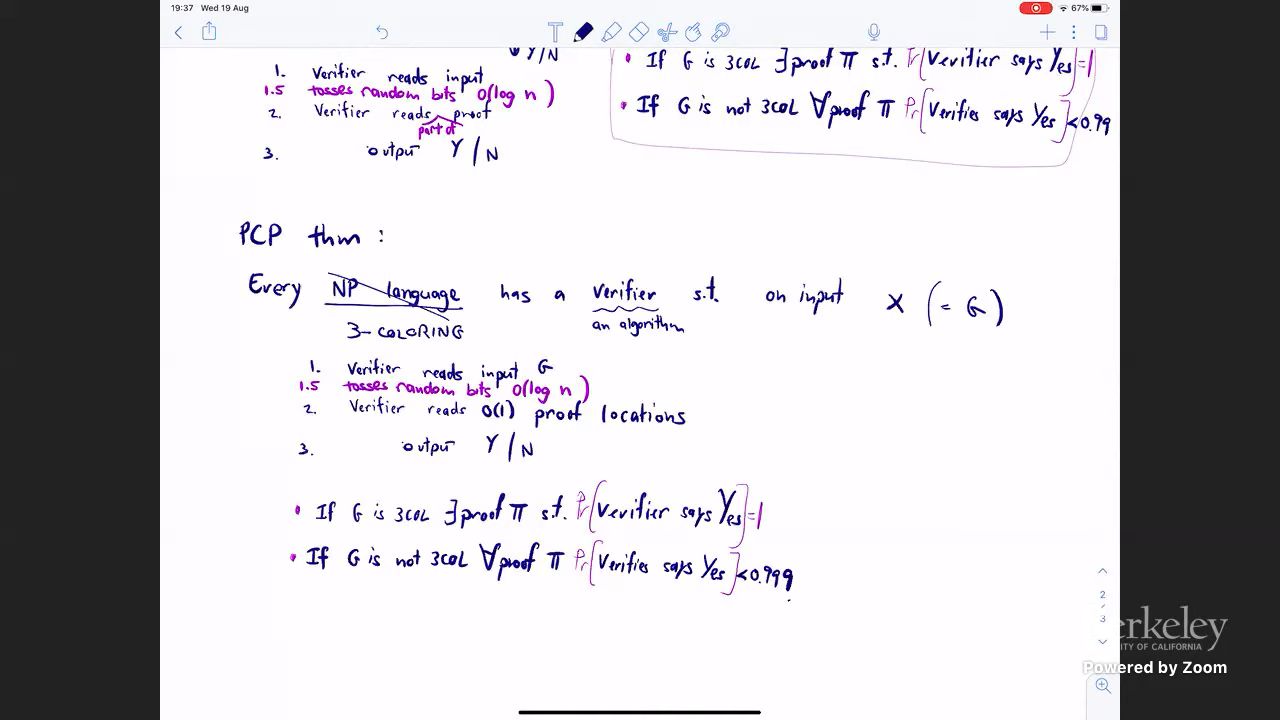 19:37 Wed 19 Aug
67%
Y/N
1. Verifier reads input
1.5 tosses random bits O(log n)
2. Verifier reads proof
part of
3. output Y/N
• If G is 3COL ∃proof π s.t. Pr[Verifier says Yes]=1
• If G is not 3COL ∀proof π Pr[Verifies says Yes]<0.99
PCP thm:
Every NP language has a verifier s.t. on input X (= G)
3-COLORING an algorithm
1. Verifier reads input G
1.5 tosses random bits O(log n)
2. Verifier reads O(1) proof locations
3. output Y/N
• If G is 3COL ∃proof π s.t. Pr[Verifier says Yes]=1
• If G is not 3COL ∀proof π Pr[Verifies says Yes]<0.999
2
/
3
erkeley
ITY OF CALIFORNIA
Powered by Zoom